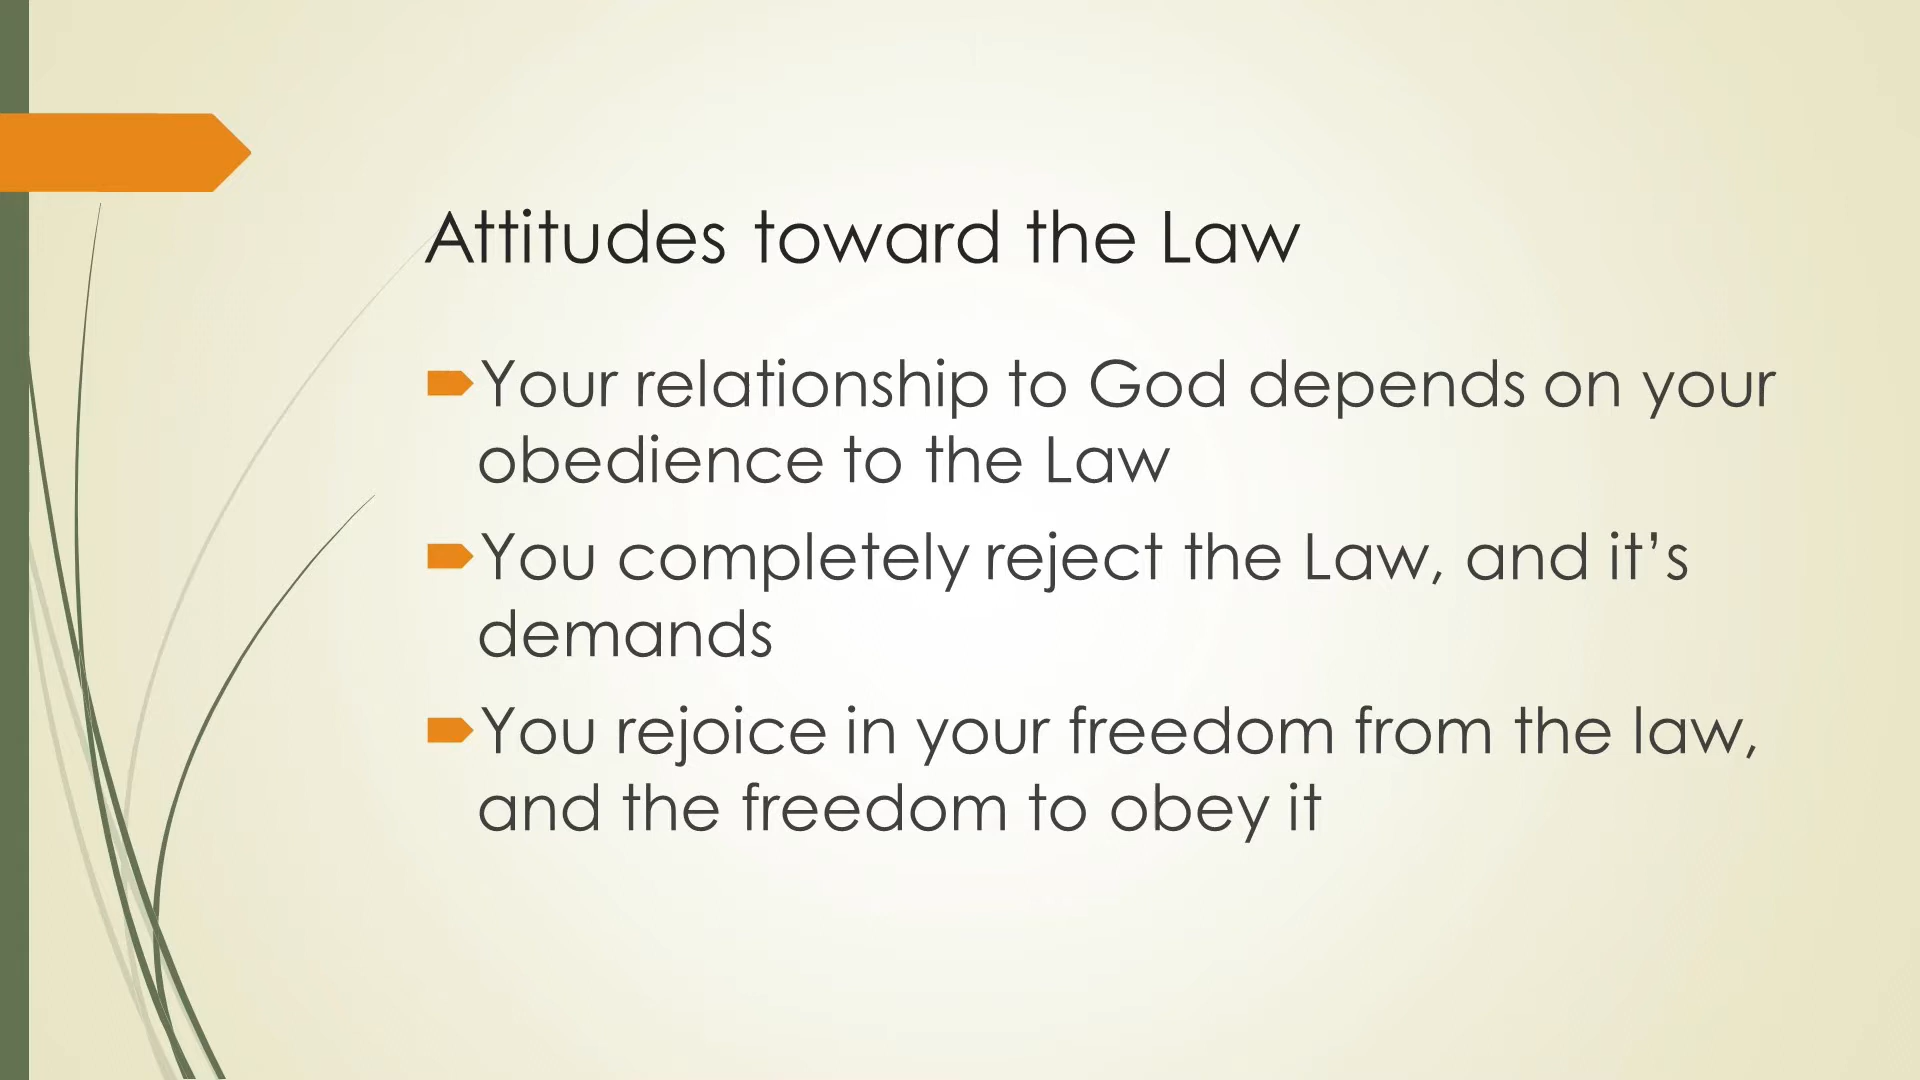 Attitudes toward the Law
Your relationship to God depends on your
obedience to the Law
You completely reject the Law, and it’s
demands
You rejoice in your freedom from the law,
and the freedom to obey it